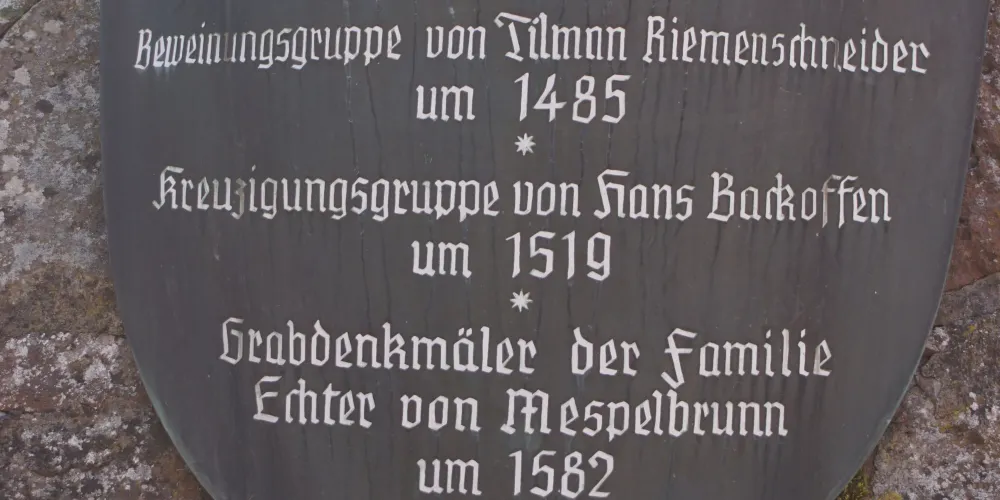 Beweinungsgruppe von Tilman Riemenschneider
um 1485
*
Kreuzigungsgruppe von Hans Backoffen
um 1519
*
Grabdenkmäler der Familie
Echter von Mespelbrunn
um 1582